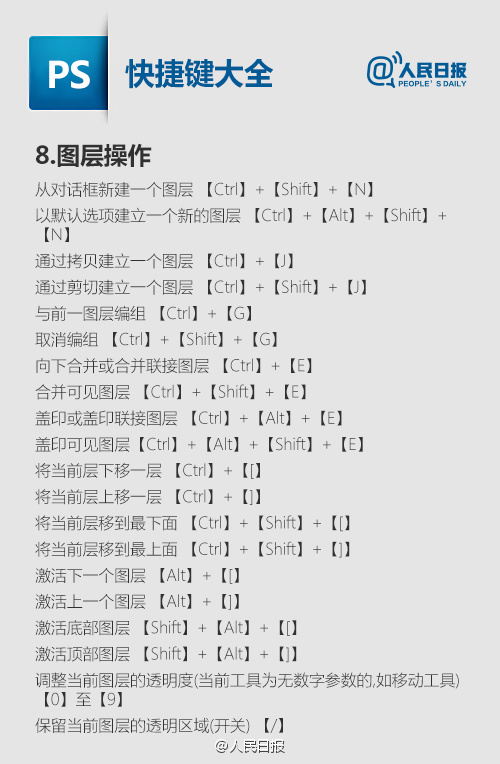 PS
快捷键大全
@人民日报
PEOPLE'S DAILY
8.图层操作
从对话框新建一个图层 【Ctrl】+【Shift】+【N】
以默认选项建立一个新的图层 【Ctrl】+【Alt】+【Shift】+
【N】
通过拷贝建立一个图层 【Ctrl】+【J】
通过剪切建立一个图层 【Ctrl】+【Shift】+【J】
与前一图层编组 【Ctrl】+【G】
取消编组 【Ctrl】+【Shift】+【G】
向下合并或合并联接图层 【Ctrl】+【E】
合并可见图层 【Ctrl】+【Shift】+【E】
盖印或盖印联接图层 【Ctrl】+【Alt】+【E】
盖印可见图层【Ctrl】+【Alt】+【Shift】+【E】
将当前层下移一层 【Ctrl】+【[】
将当前层上移一层 【Ctrl】+【]】
将当前层移到最下面 【Ctrl】+【Shift】+【[】
将当前层移到最上面 【Ctrl】+【Shift】+【]】
激活下一个图层 【Alt】+【[】
激活上一个图层 【Alt】+【]】
激活底部图层 【Shift】+【Alt】+【[】
激活顶部图层 【Shift】+【Alt】+【]】
调整当前图层的透明度(当前工具为无数字参数的,如移动工具)
【0】至【9】
保留当前图层的透明区域(开关) 【/】
@人民日报